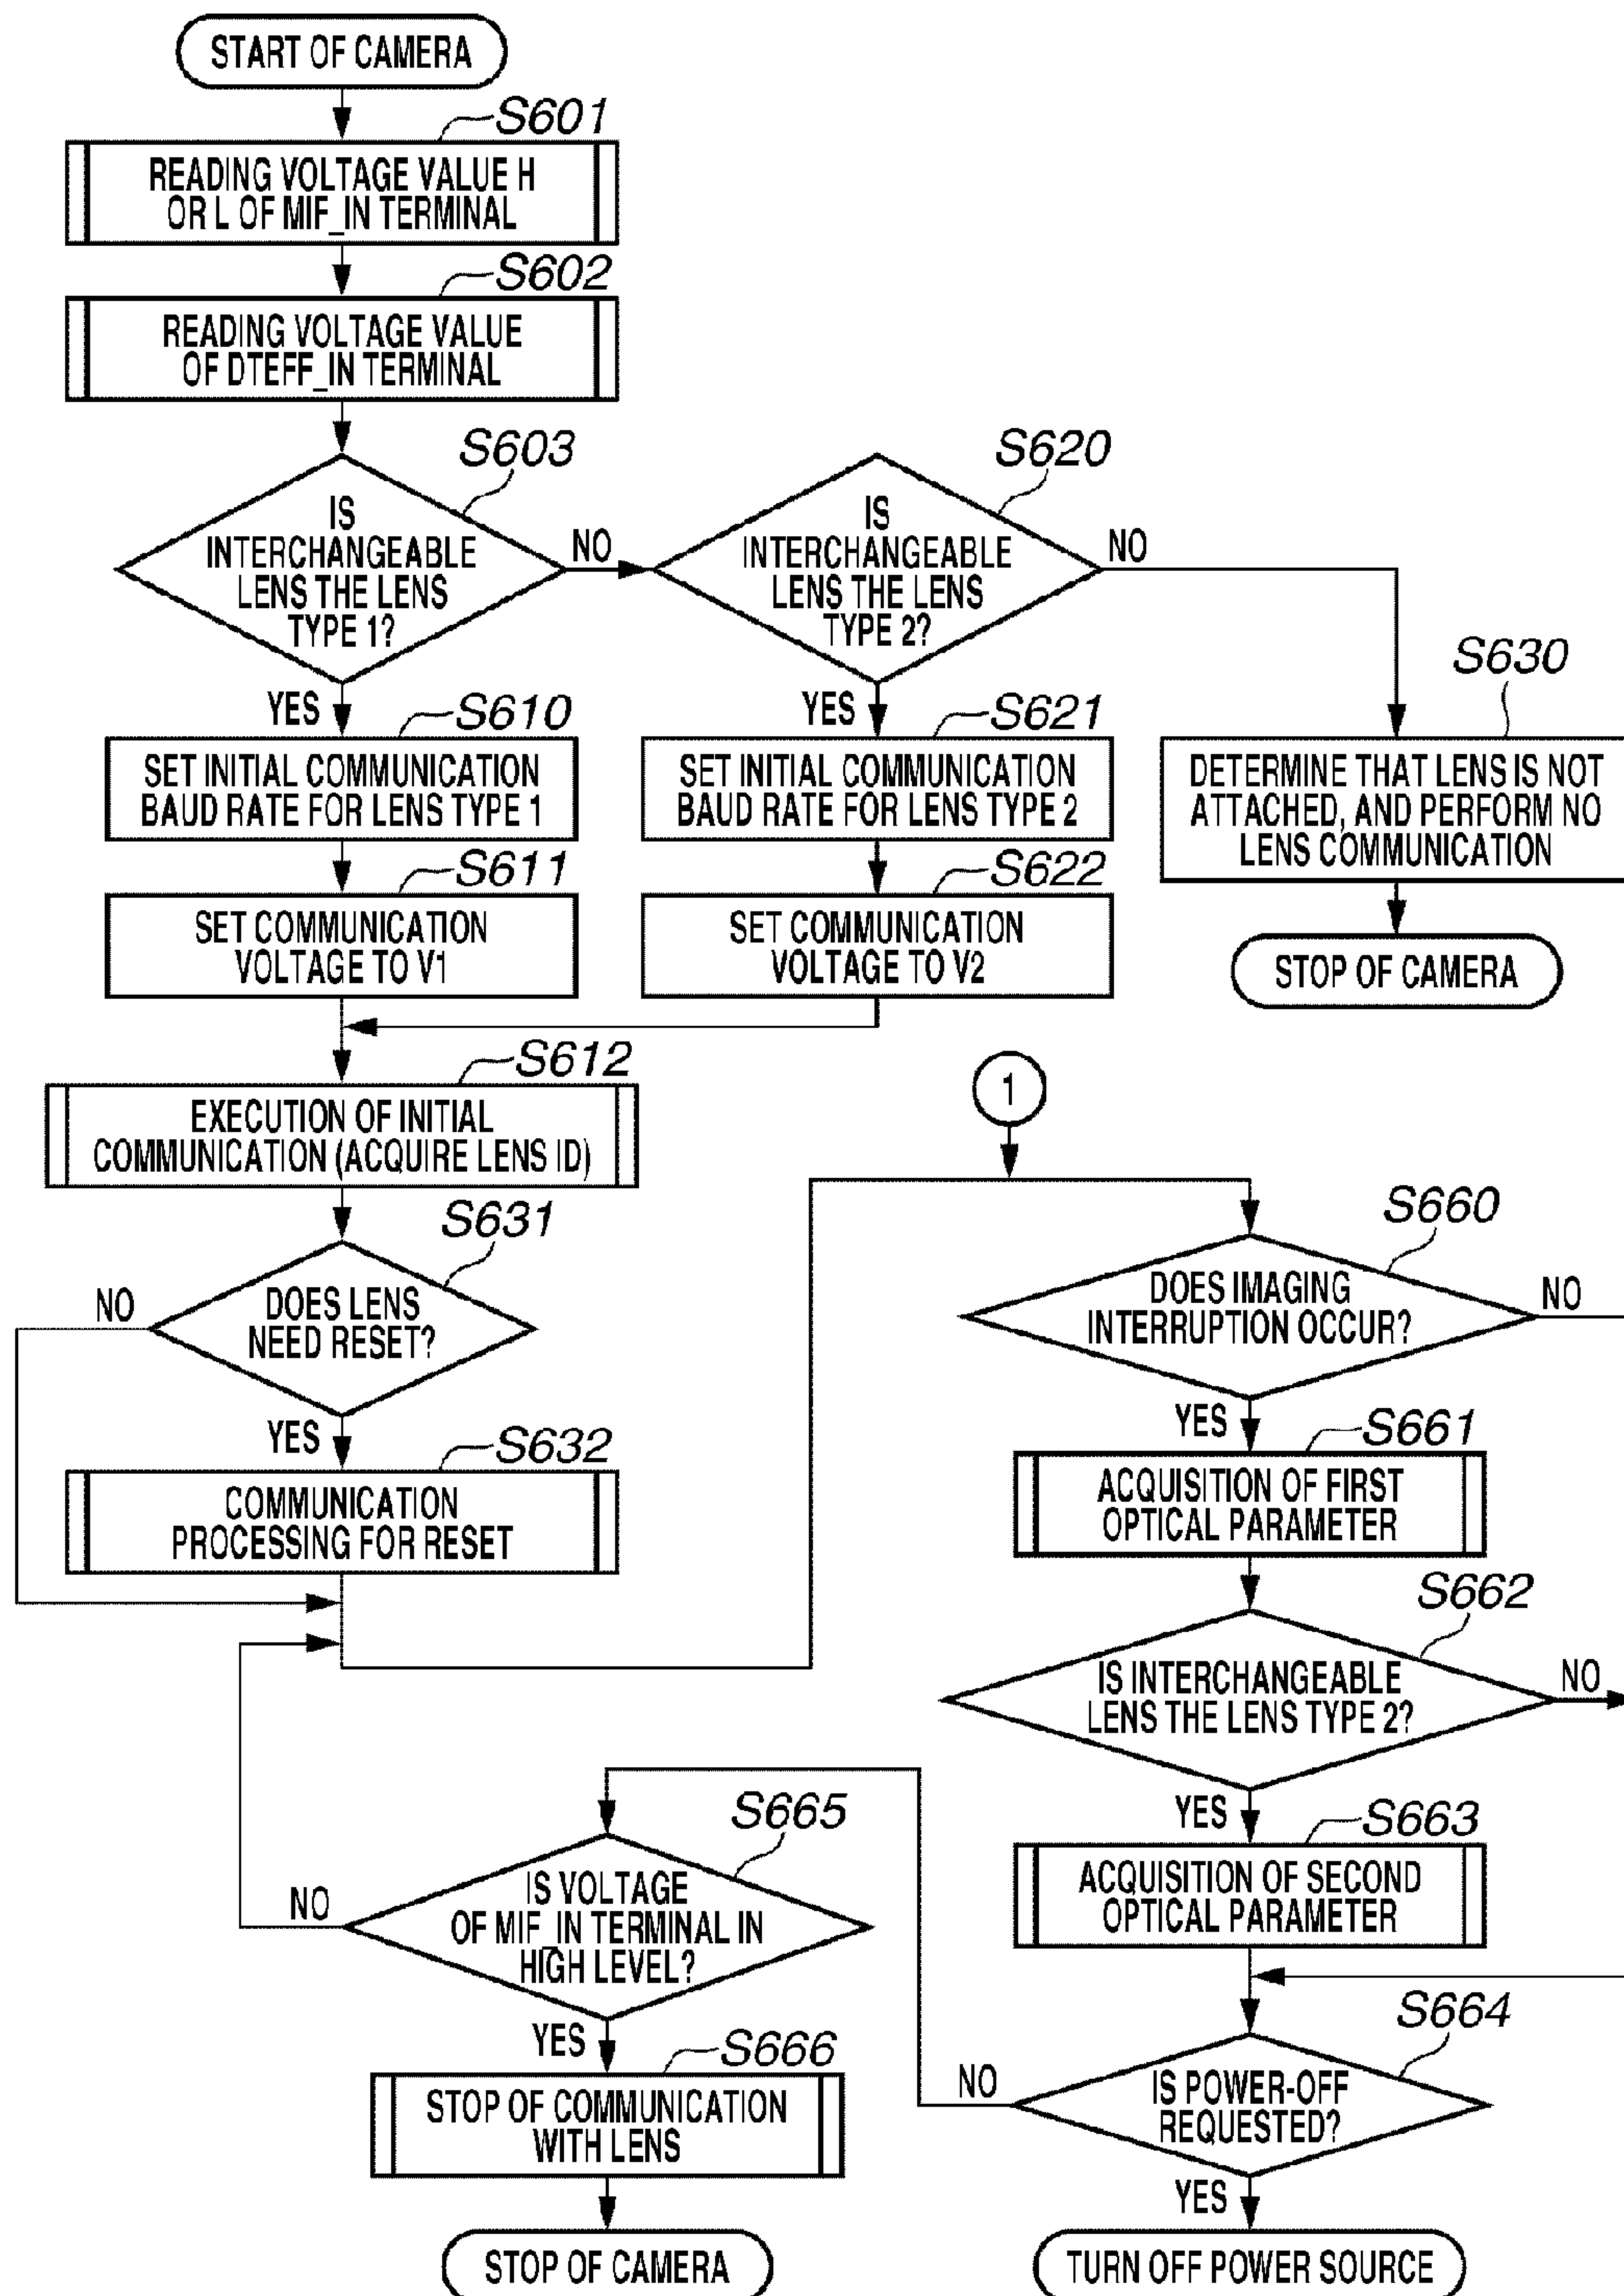 START OF CAMERA
S601
READING VOLTAGE VALUE H
OR L OF MIF_IN TERMINAL
S602
READING VOLTAGE VALUE
OF DTEFF_IN TERMINAL
S603
IS
INTERCHANGEABLE
LENS THE LENS
TYPE 1?
NO
YES
S620
IS
INTERCHANGEABLE
LENS THE LENS
TYPE 2?
NO
YES
S610
SET INITIAL COMMUNICATION
BAUD RATE FOR LENS TYPE 1
S621
SET INITIAL COMMUNICATION
BAUD RATE FOR LENS TYPE 2
S630
DETERMINE THAT LENS IS NOT
ATTACHED, AND PERFORM NO
LENS COMMUNICATION
S611
SET COMMUNICATION
VOLTAGE TO V1
S622
SET COMMUNICATION
VOLTAGE TO V2
STOP OF CAMERA
S612
EXECUTION OF INITIAL
COMMUNICATION (ACQUIRE LENS ID)
S631
DOES LENS
NEED RESET?
NO
YES
S632
COMMUNICATION
PROCESSING FOR RESET
1
S660
DOES IMAGING
INTERRUPTION OCCUR?
NO
YES
S661
ACQUISITION OF FIRST
OPTICAL PARAMETER
S662
IS INTERCHANGEABLE
LENS THE LENS TYPE 2?
NO
YES
S663
ACQUISITION OF SECOND
OPTICAL PARAMETER
S664
IS POWER-OFF
REQUESTED?
NO
YES
TURN OFF POWER SOURCE
S665
IS VOLTAGE
OF MIF_IN TERMINAL IN
HIGH LEVEL?
NO
YES
S666
STOP OF COMMUNICATION
WITH LENS
STOP OF CAMERA